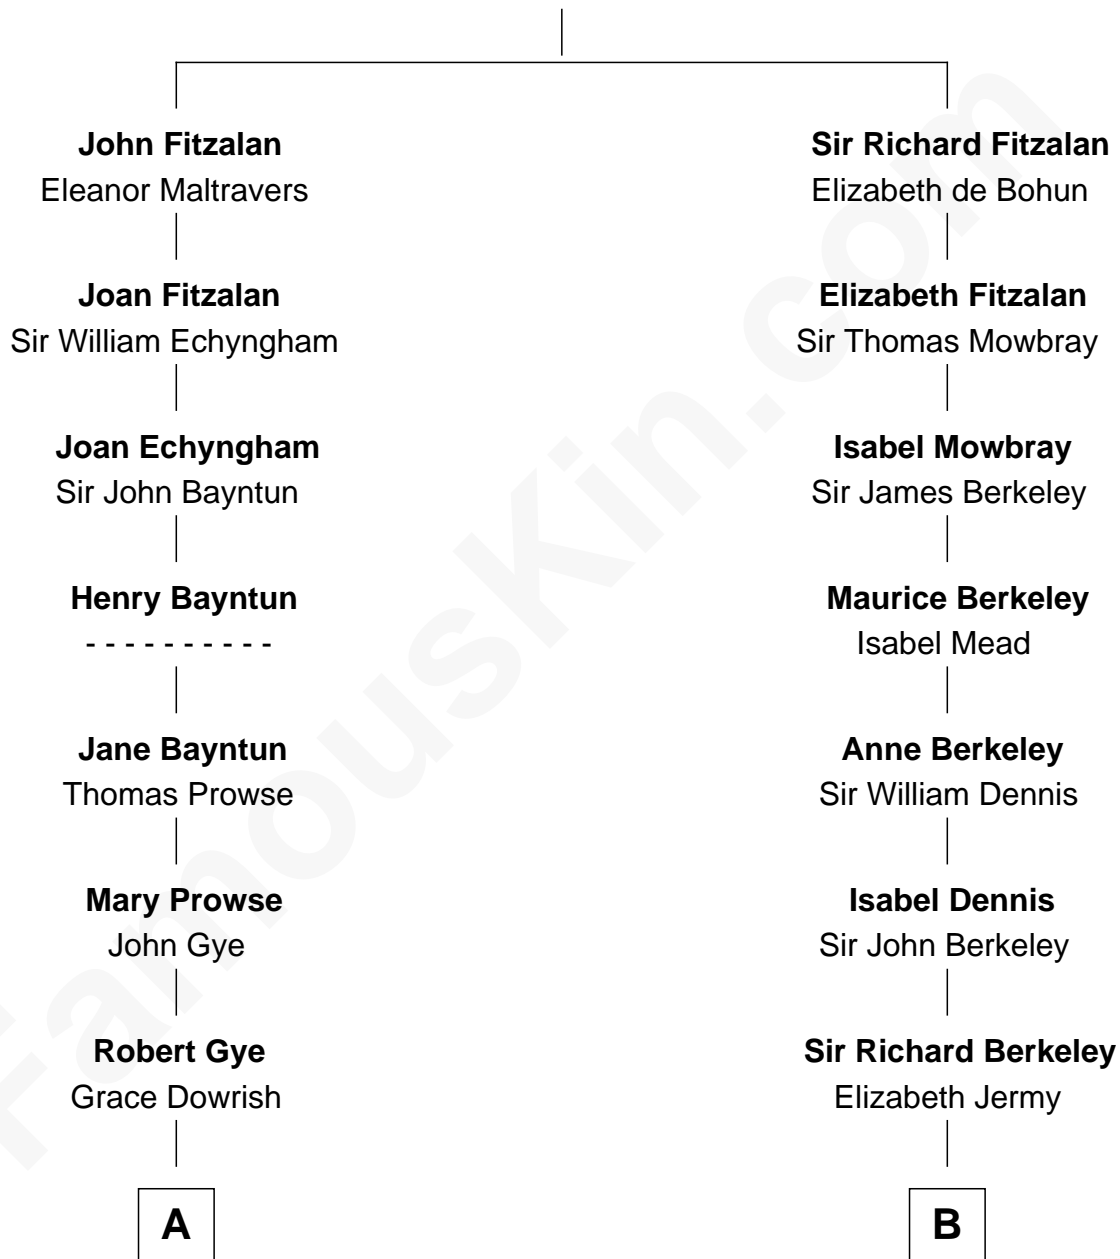 John Fitzalan
Eleanor Maltravers
Joan Fitzalan
Sir William Echyngham
Joan Echyngham
Sir John Bayntun
Henry Bayntun
- - - - - - - - - -
Jane Bayntun
Thomas Prowse
Mary Prowse
John Gye
Robert Gye
Grace Dowrish
A
Sir Richard Fitzalan
Elizabeth de Bohun
Elizabeth Fitzalan
Sir Thomas Mowbray
Isabel Mowbray
Sir James Berkeley
Maurice Berkeley
Isabel Mead
Anne Berkeley
Sir William Dennis
Isabel Dennis
Sir John Berkeley
Sir Richard Berkeley
Elizabeth Jermy
B
FamousKin.com